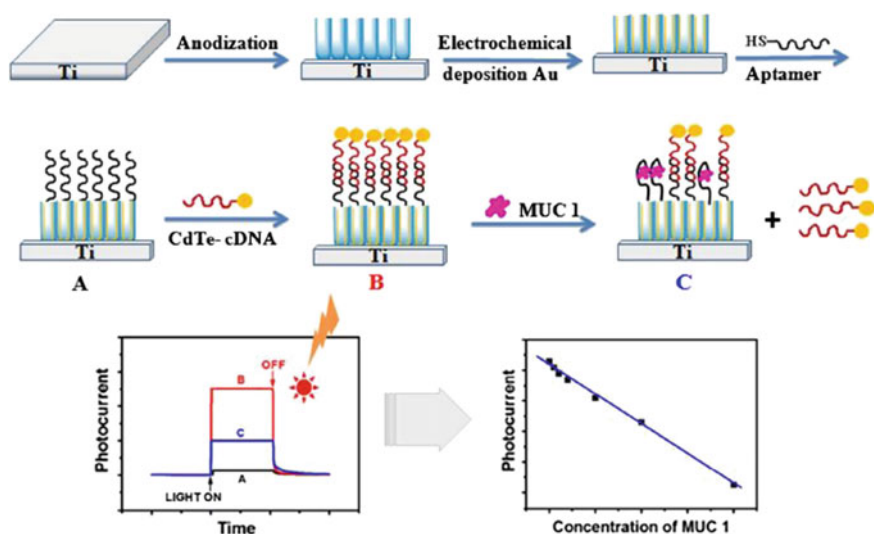 Ti
Anodization
Ti
Electrochemical
deposition Au
Ti
HS
Aptamer
Ti
A
CdTe- cDNA
Ti
B
MUC 1
Ti
C
+
Photocurrent
B
OFF
C
A
LIGHT ON
Time
Photocurrent
Concentration of MUC 1